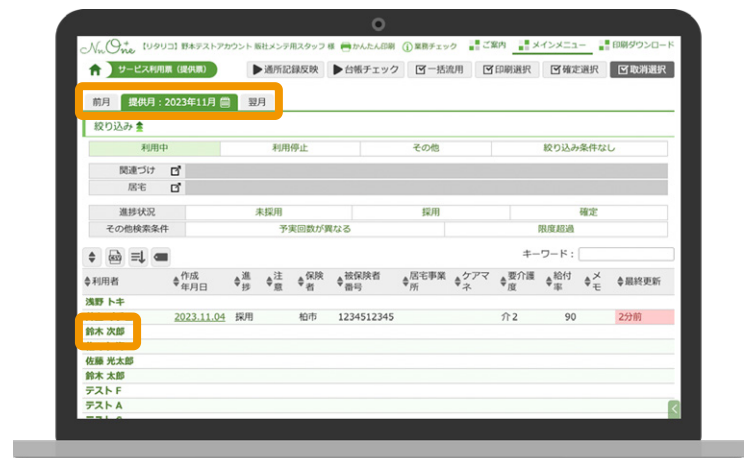 Nn One 【リタリコ】野本テストアカウント 販社メンテ用スタッフ 様 かんたん印刷 業務チェック ご案内 メインメニュー 印刷ダウンロード
サービス利用票（提供票） ▶通所記録反映 ▶台帳チェック 一括流用 印刷選択 確定選択 取消選択
前月 提供月：2023年11月 翌月
絞り込み
利用中 利用停止 その他 絞り込み条件なし
関連づけ
居宅
進捗状況 未採用 採用 確定
その他検索条件 予実回数が異なる 限度超過
キーワード：
利用者 作成年月日 進捗 注意 保険者 被保険者番号 居宅事業所 ケアマネ 要介護度 給付率 メモ 最終更新
浅野 トキ
2023.11.04 採用 柏市 1234512345 介2 90 2分前
鈴木 次郎
佐藤 光太郎
鈴木 太郎
テスト F
テスト A